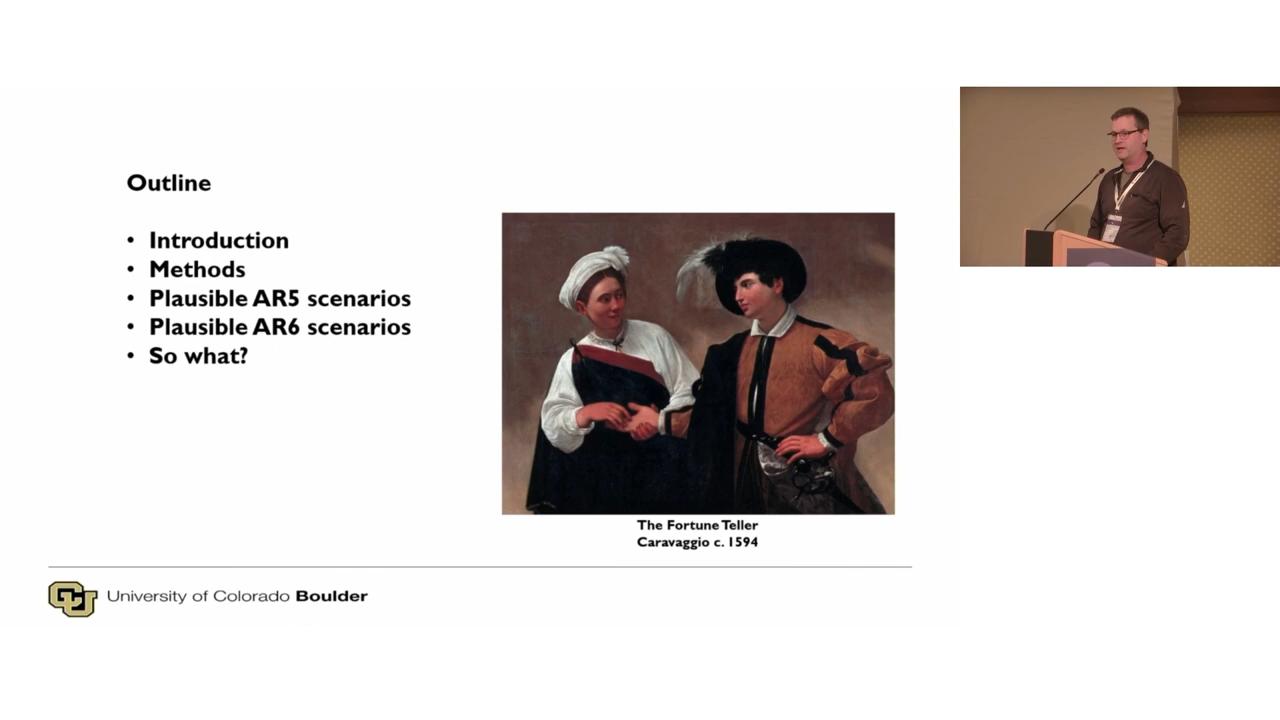 Outline
• Introduction
• Methods
• Plausible AR5 scenarios
• Plausible AR6 scenarios
• So what?
The Fortune Teller
Caravaggio c. 1594
CU University of Colorado Boulder